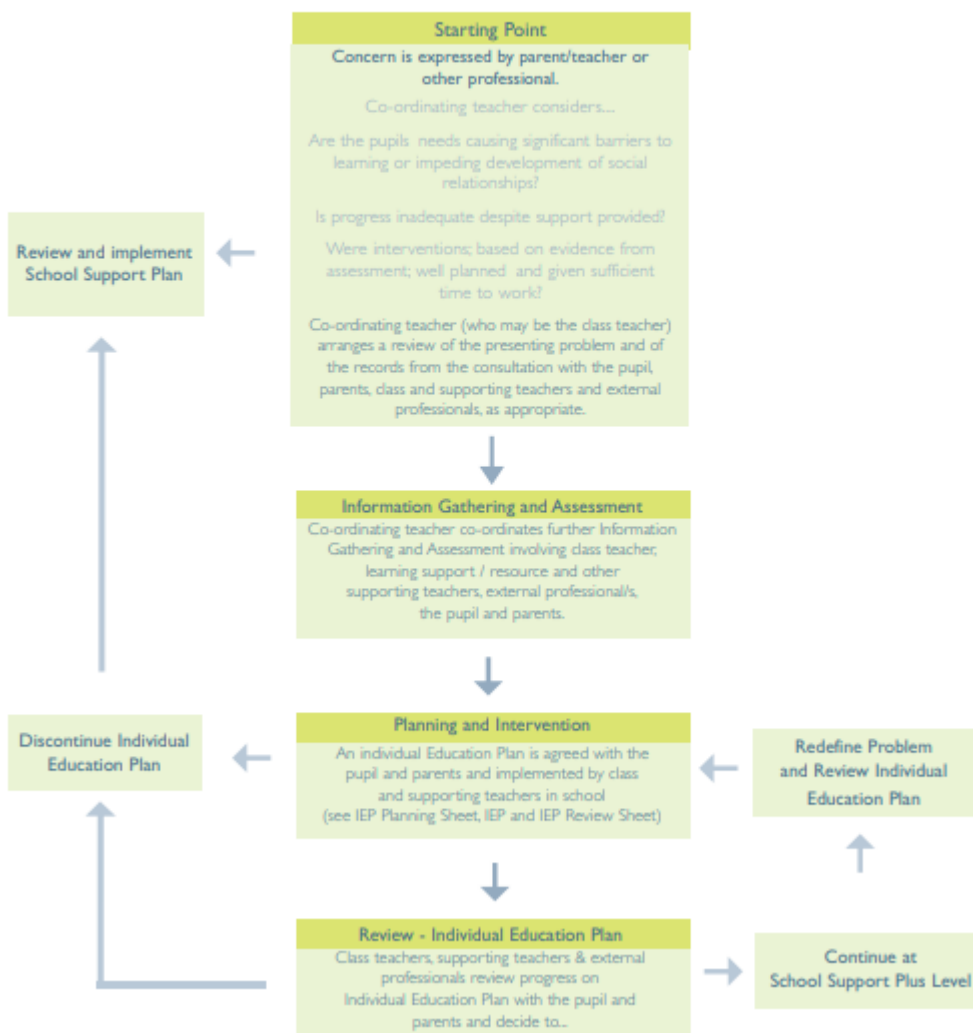 Starting Point
Concern is expressed by parent/teacher or
other professional.
Co-ordinating teacher considers....
Are the pupils needs causing significant barriers to
learning or impeding development of social
relationships?
Is progress inadequate despite support provided?
Were interventions; based on evidence from
assessment; well planned and given sufficient
time to work?
Co-ordinating teacher (who may be the class teacher)
arranges a review of the presenting problem and of
the records from the consultation with the pupil,
parents, class and supporting teachers and external
professionals, as appropriate.
Review and implement
School Support Plan
Information Gathering and Assessment
Co-ordinating teacher co-ordinates further Information
Gathering and Assessment involving class teacher,
learning support / resource and other
supporting teachers, external professional/s,
the pupil and parents.
Planning and Intervention
An individual Education Plan is agreed with the
pupil and parents and implemented by class
and supporting teachers in school
(see IEP Planning Sheet, IEP and IEP Review Sheet)
Discontinue Individual
Education Plan
Redefine Problem
and Review Individual
Education Plan
Review - Individual Education Plan
Class teachers, supporting teachers & external
professionals review progress on
Individual Education Plan with the pupil and
parents and decide to...
Continue at
School Support Plus Level